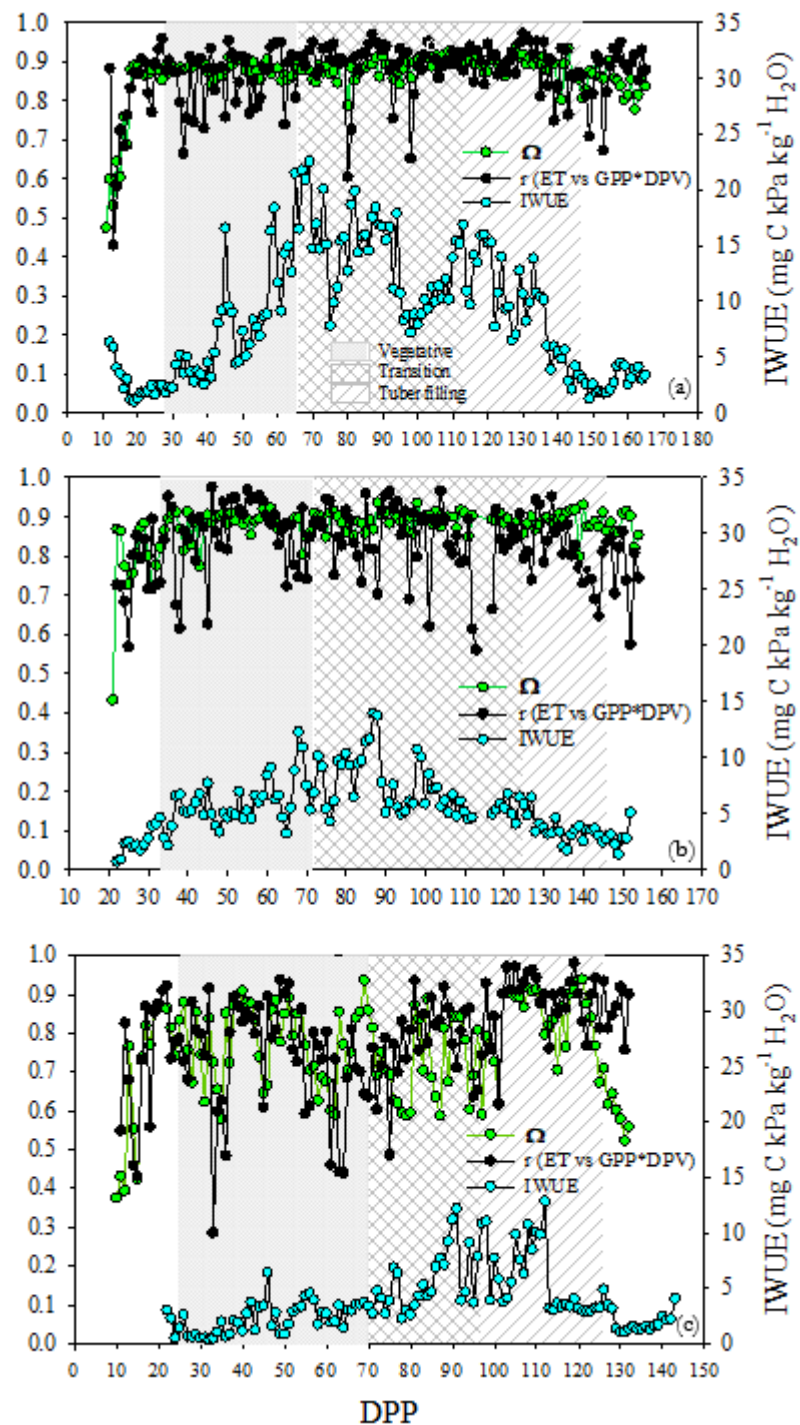 1.0
0.9
0.8
0.7
0.6
0.5
0.4
0.3
0.2
0.1
0.0
35
30
25
20
15
10
5
0
IWUE (mg C kPa kg⁻¹ H₂O)
Ω
r (ET vs GPP*DPV)
IWUE
Vegetative
Transition
Tuber filling
(a)
0 10 20 30 40 50 60 70 80 90 100 110 120 130 140 150 160 170 180
1.0
0.9
0.8
0.7
0.6
0.5
0.4
0.3
0.2
0.1
0.0
35
30
25
20
15
10
5
0
IWUE (mg C kPa kg⁻¹ H₂O)
Ω
r (ET vs GPP*DPV)
IWUE
(b)
10 20 30 40 50 60 70 80 90 100 110 120 130 140 150 160 170
1.0
0.9
0.8
0.7
0.6
0.5
0.4
0.3
0.2
0.1
0.0
35
30
25
20
15
10
5
0
IWUE (mg C kPa kg⁻¹ H₂O)
Ω
r (ET vs GPP*DPV)
IWUE
(c)
0 10 20 30 40 50 60 70 80 90 100 110 120 130 140 150
DPP